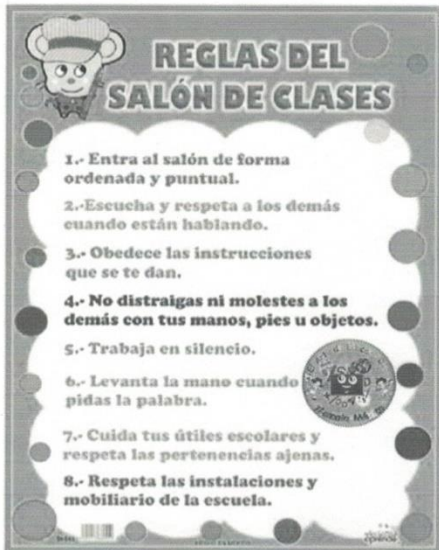 REGLAS DEL
SALÓN DE CLASES
1.- Entra al salón de forma
ordenada y puntual.
2.-Escucha y respeta a los demás
cuando están hablando.
3.- Obedece las instrucciones
que se te dan.
4.- No distraigas ni molestes a los
demás con tus manos, pies u objetos.
5.- Trabaja en silencio.
6.- Levanta la mano cuando
pidas la palabra.
7.- Cuida tus útiles escolares y
respeta las pertenencias ajenas.
8.- Respeta las instalaciones y
mobiliario de la escuela.